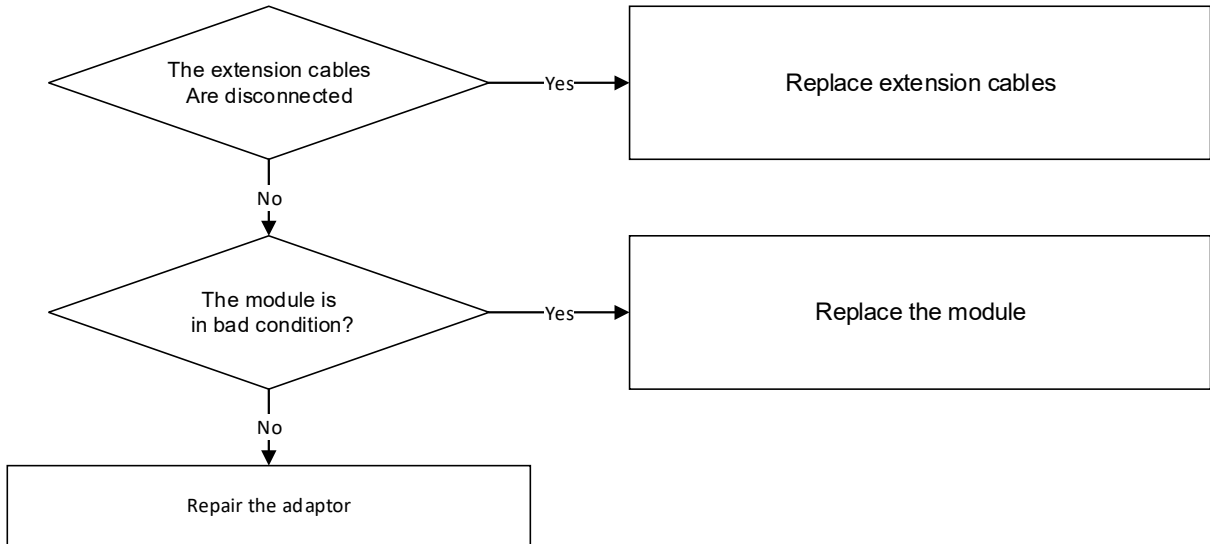 The extension cables
Are disconnected
Yes
Replace extension cables
No
The module is
in bad condition?
Yes
Replace the module
No
Repair the adaptor